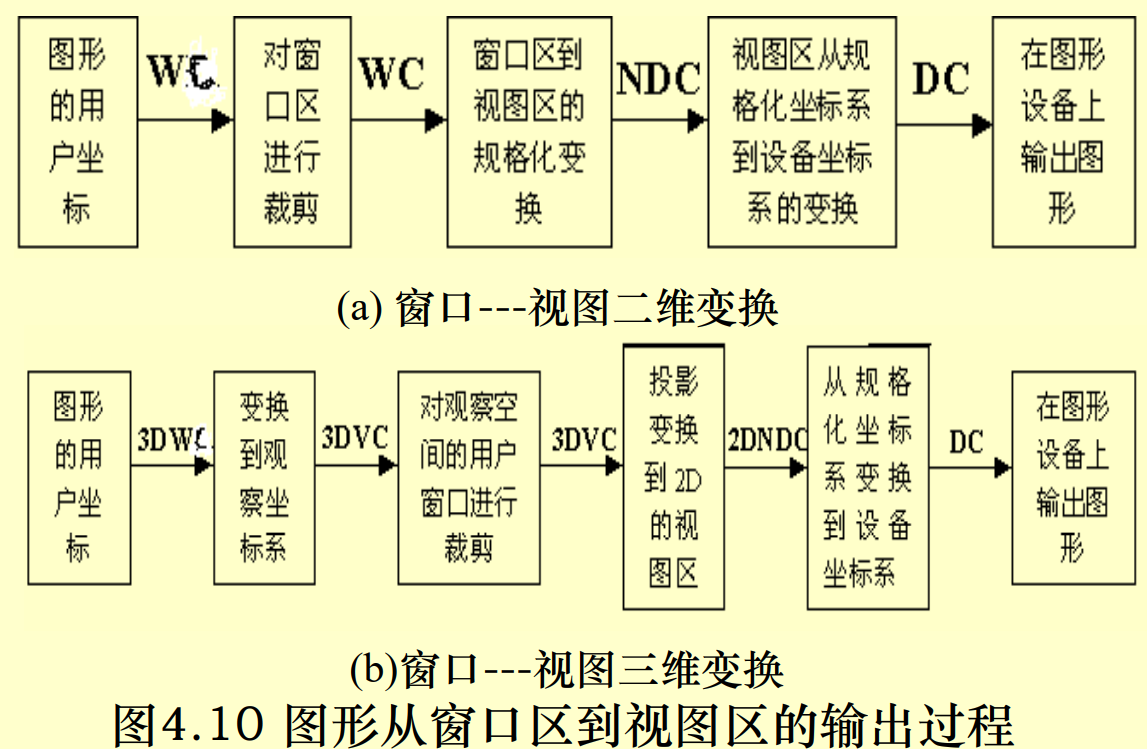 图形
的用
户坐
标
WC
对窗
口区
进行
裁剪
WC
窗口区到
视图区的
规格化变
换
NDC
视图区从规
格化坐标系
到设备坐标
系的变换
DC
在图形
设备上
输出图
形
(a) 窗口---视图二维变换
图形
的用
户坐
标
3DWC
变换
到观
察坐
标系
3DVC
对观察空
间的用户
窗口进行
裁剪
3DVC
投影
变换
到2D
的视
图区
2DNDC
从规格
化坐标
系变换
到设备
坐标系
DC
在图形
设备上
输出图
形
(b)窗口---视图三维变换
图4.10 图形从窗口区到视图区的输出过程